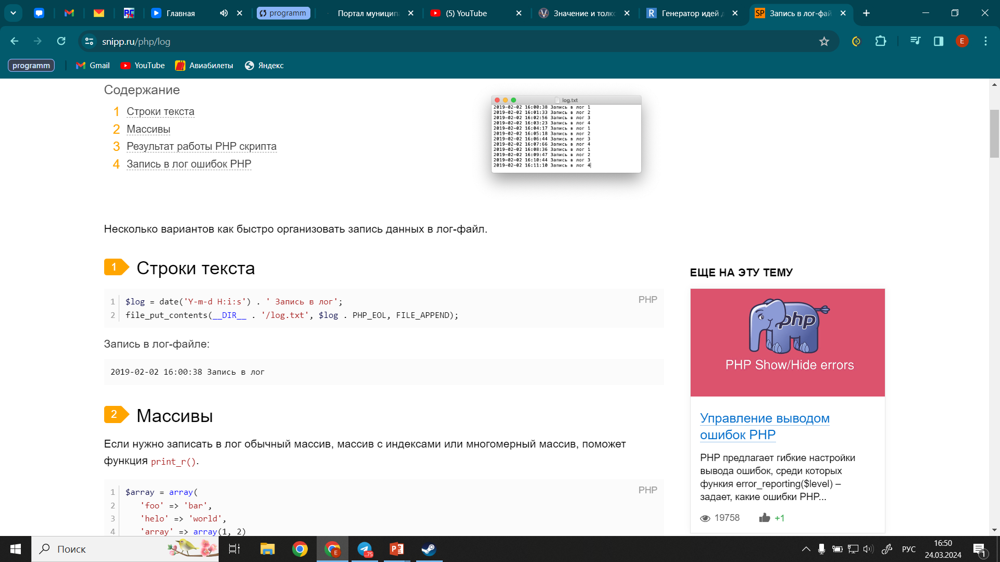 Главная
programm
Портал муницип
(5) YouTube
Значение и толк
Генератор идей д
SP
Запись в лог-фай
snipp.ru/php/log
E
programm
Gmail
YouTube
Авиабилеты
Яндекс
Содержание
1 Строки текста
2 Массивы
3 Результат работы PHP скрипта
4 Запись в лог ошибок PHP
log.txt
2019-02-02 16:00:38 Запись в лог 1
2019-02-02 16:01:33 Запись в лог 2
2019-02-02 16:02:56 Запись в лог 3
2019-02-02 16:03:23 Запись в лог 4
2019-02-02 16:04:17 Запись в лог 1
2019-02-02 16:05:18 Запись в лог 2
2019-02-02 16:06:44 Запись в лог 3
2019-02-02 16:07:66 Запись в лог 4
2019-02-02 16:08:36 Запись в лог 1
2019-02-02 16:09:47 Запись в лог 2
2019-02-02 16:10:44 Запись в лог 3
2019-02-02 16:11:10 Запись в лог 4
Несколько вариантов как быстро организовать запись данных в лог-файл.
1 Строки текста
PHP
1 $log = date('Y-m-d H:i:s') . ' Запись в лог';
2 file_put_contents(__DIR__ . '/log.txt', $log . PHP_EOL, FILE_APPEND);
Запись в лог-файле:
2019-02-02 16:00:38 Запись в лог
2 Массивы
Если нужно записать в лог обычный массив, массив с индексами или многомерный массив, поможет
функция print_r().
PHP
1 $array = array(
2 'foo' => 'bar',
3 'helo' => 'world',
4 'array' => array(1, 2)
ЕЩЕ НА ЭТУ ТЕМУ
php
PHP Show/Hide errors
Управление выводом
ошибок PHP
PHP предлагает гибкие настройки
вывода ошибок, среди которых
функия error_reporting($level) –
задает, какие ошибки PHP...
19758
+1
Поиск
E
..75
РУС
16:50
24.03.2024
1